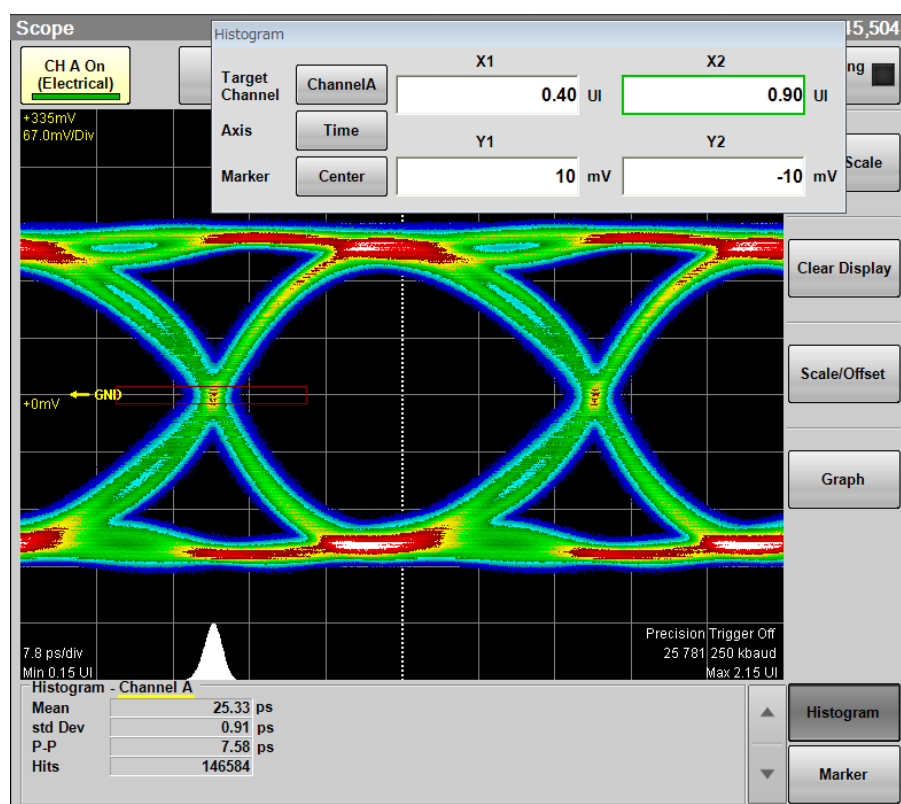 Scope
Histogram
15,504
CH A On
(Electrical)
ng
Target
Channel
ChannelA
X1
0.40 UI
X2
0.90 UI
Axis
Time
Y1
Y2
Marker
Center
10 mV
-10 mV
Scale
+335mV
67.0mV/Div
Clear Display
Scale/Offset
GND
+0mV
Graph
Precision Trigger Off
7.8 ps/div
25 781 250 kbaud
Min 0.15 UI
Max 2.15 UI
Histogram - Channel A
Mean 25.33 ps
std Dev 0.91 ps
P-P 7.58 ps
Hits 146584
Histogram
Marker